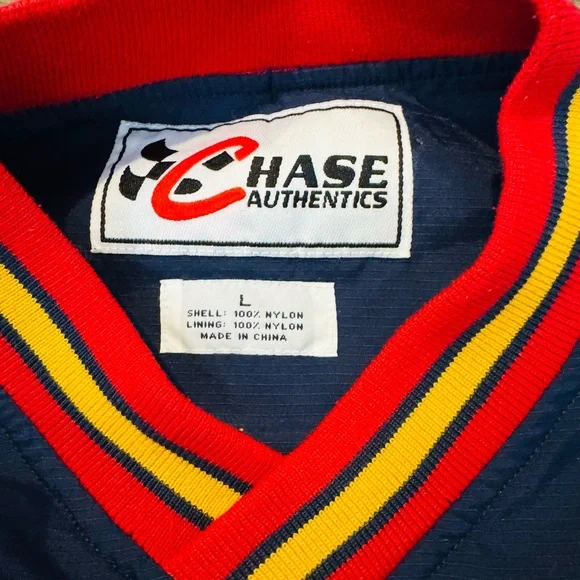 CHASE
AUTHENTICS
L
SHELL: 100% NYLON
LINING: 100% NYLON
MADE IN CHINA